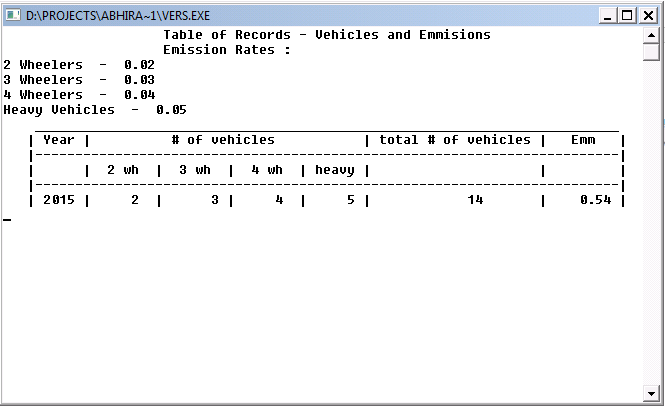 D:\PROJECTS\ABHIRA~1\VERS.EXE
Table of Records - Vehicles and Emmisions
Emission Rates :
2 Wheelers - 0.02
3 Wheelers - 0.03
4 Wheelers - 0.04
Heavy Vehicles - 0.05
| Year | # of vehicles | total # of vehicles | Emm |
| | 2 wh | 3 wh | 4 wh | heavy | | |
| 2015 | 2 | 3 | 4 | 5 | 14 | 0.54 |